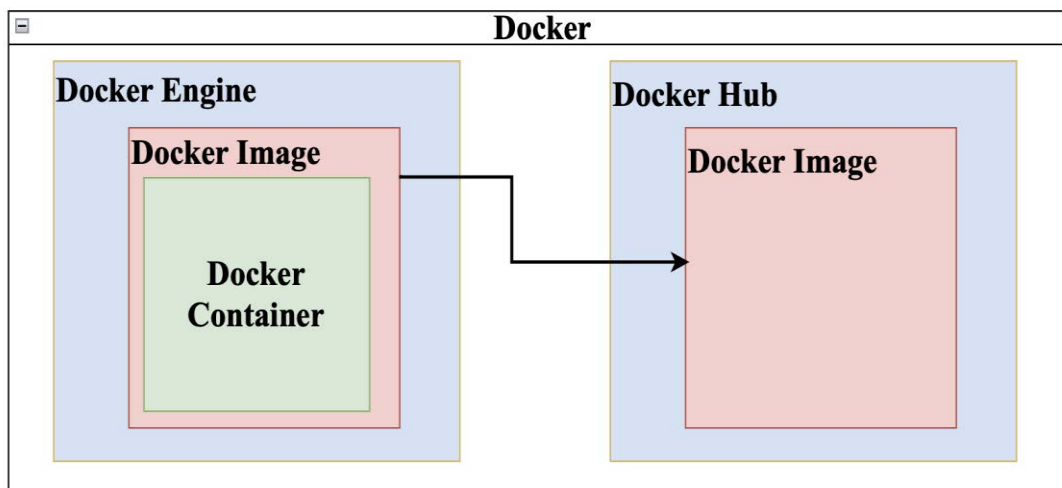 Docker
Docker Engine
Docker Image
Docker
Container
Docker Hub
Docker Image